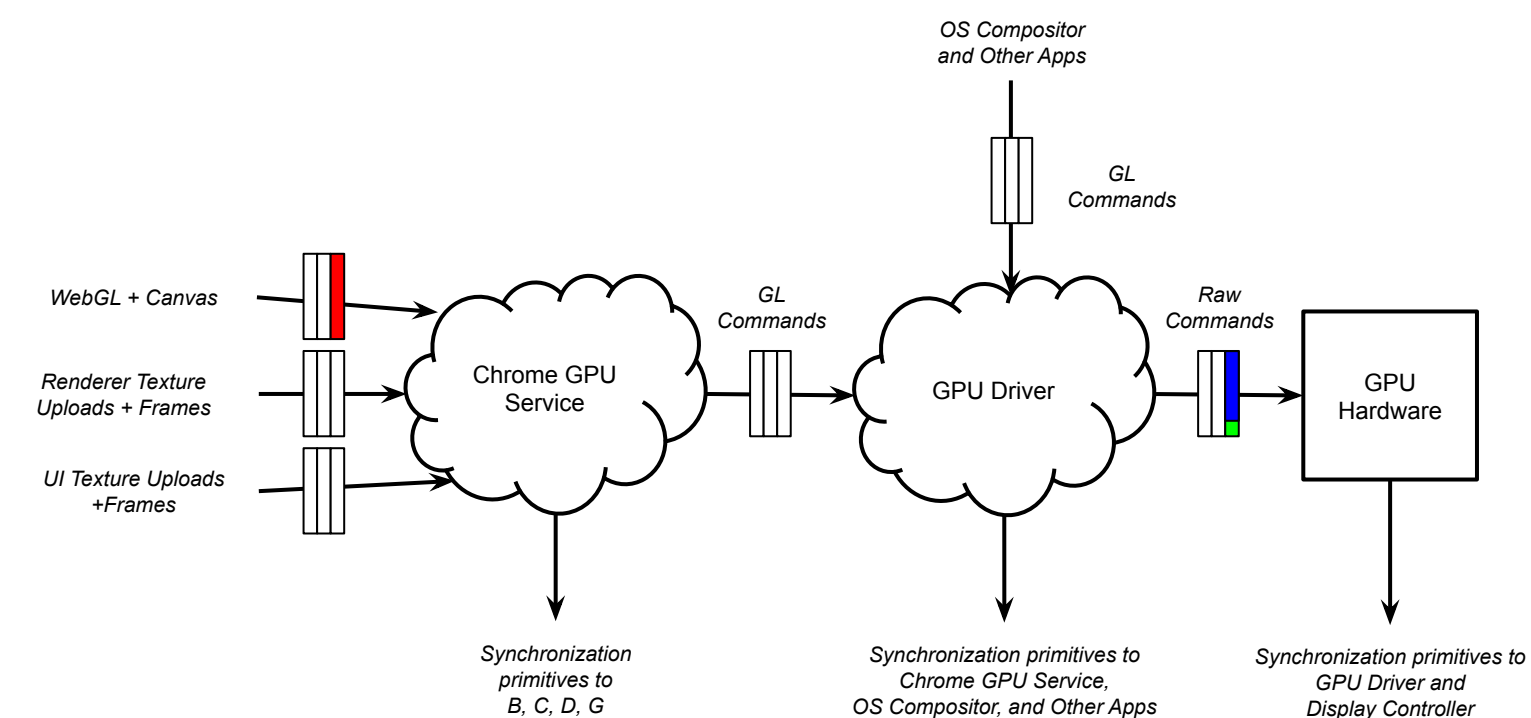 OS Compositor
and Other Apps
GL
Commands
WebGL + Canvas
Renderer Texture
Uploads + Frames
UI Texture Uploads
+Frames
Chrome GPU
Service
GL
Commands
GPU Driver
Raw
Commands
GPU
Hardware
Synchronization
primitives to
B, C, D, G
Synchronization primitives to
Chrome GPU Service,
OS Compositor, and Other Apps
Synchronization primitives to
GPU Driver and
Display Controller